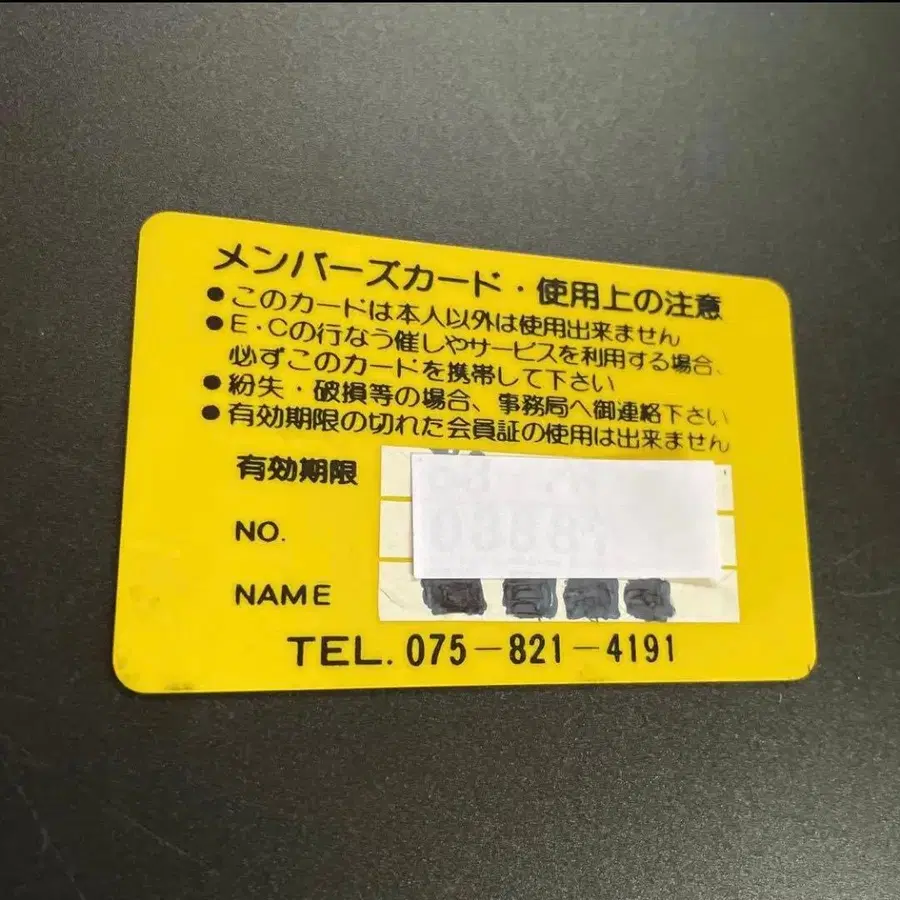 メンバーズカード・使用上の注意
●このカードは本人以外は使用出来ません
●E・Cの行なう催しやサービスを利用する場合、
必ずこのカードを携帯して下さい
●紛失・破損等の場合、事務局へ御連絡下さい
●有効期限の切れた会員証の使用は出来ません
有効期限
NO.
NAME
TEL. 075-821-4191